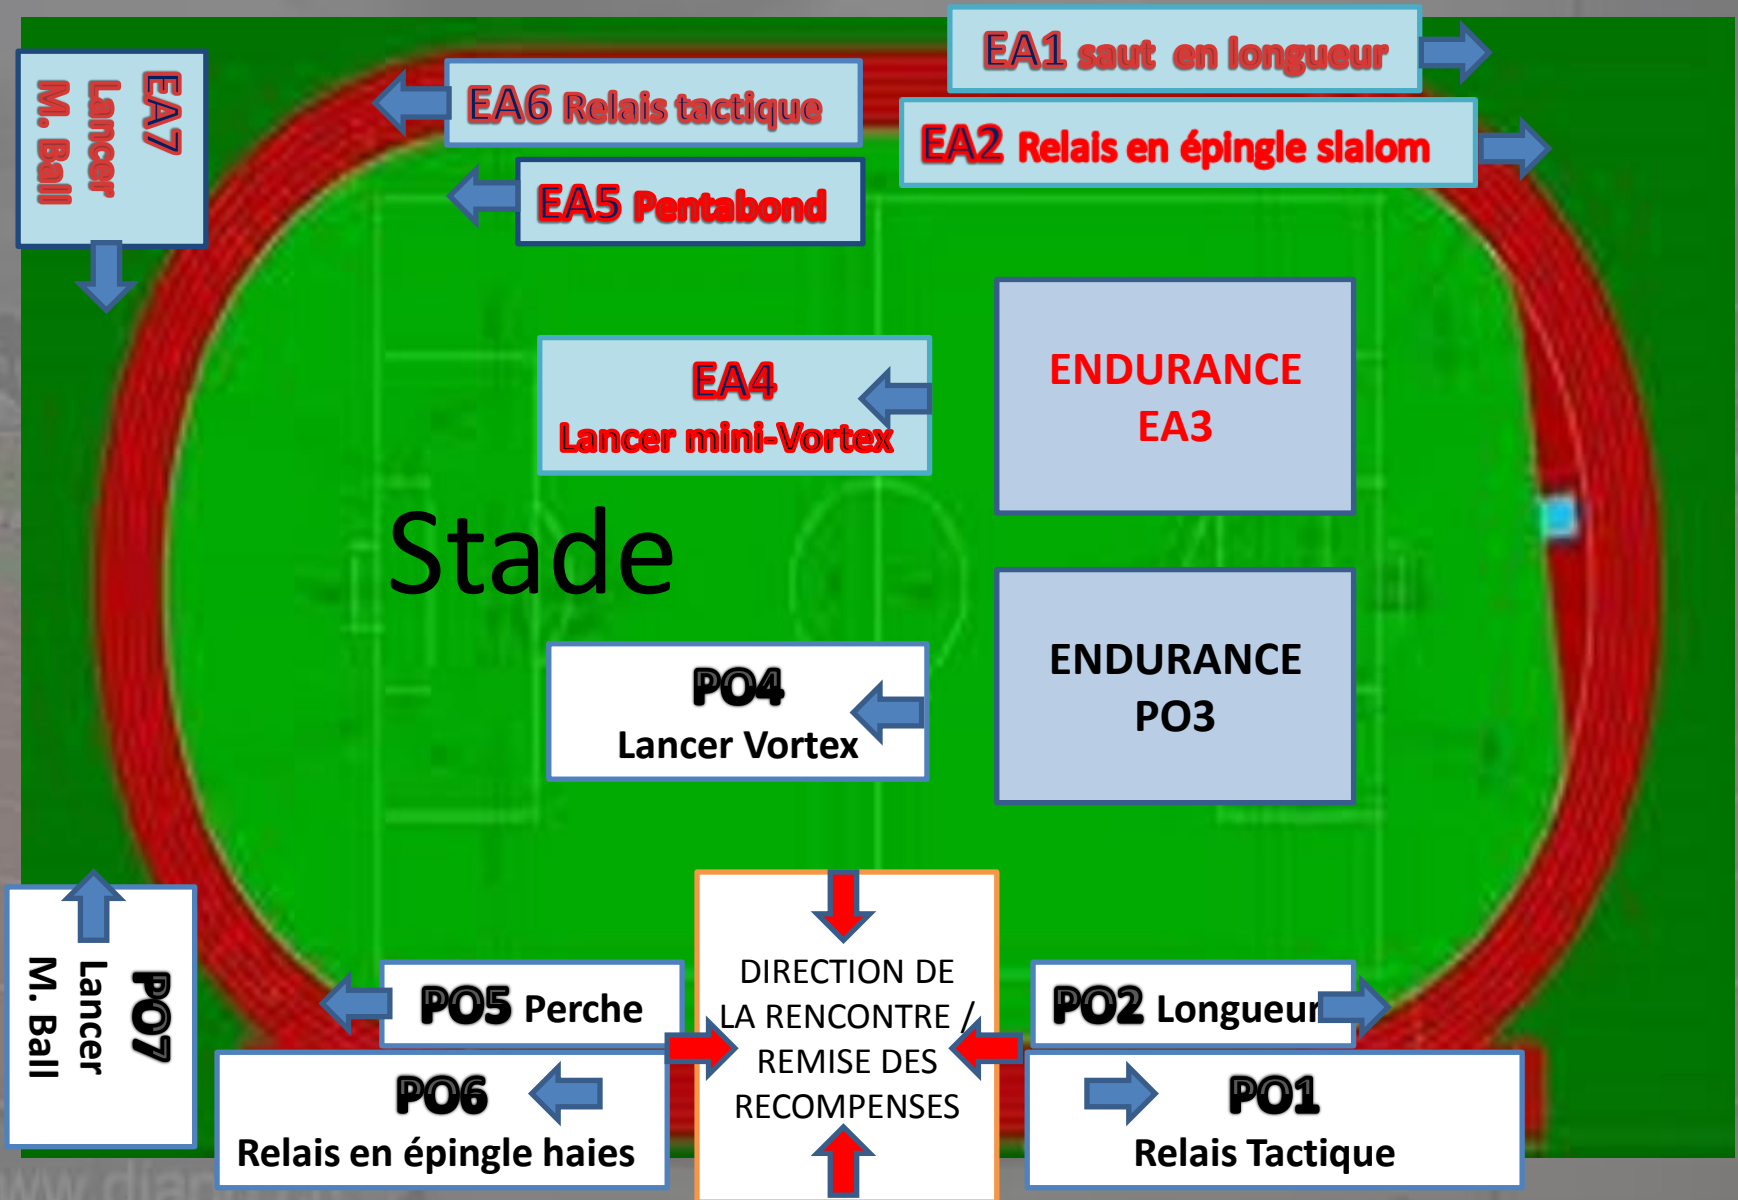 EA1 saut en longueur
EA2 Relais en épingle slalom
EA6 Relais tactique
EA5 Pentabond
EA7
Lancer
M. Ball
EA4
Lancer mini-Vortex
ENDURANCE
EA3
Stade
PO4
Lancer Vortex
ENDURANCE
PO3
PO7
Lancer
M. Ball
PO5 Perche
PO6
Relais en épingle haies
DIRECTION DE
LA RENCONTRE /
REMISE DES
RECOMPENSES
PO2 Longueur
PO1
Relais Tactique